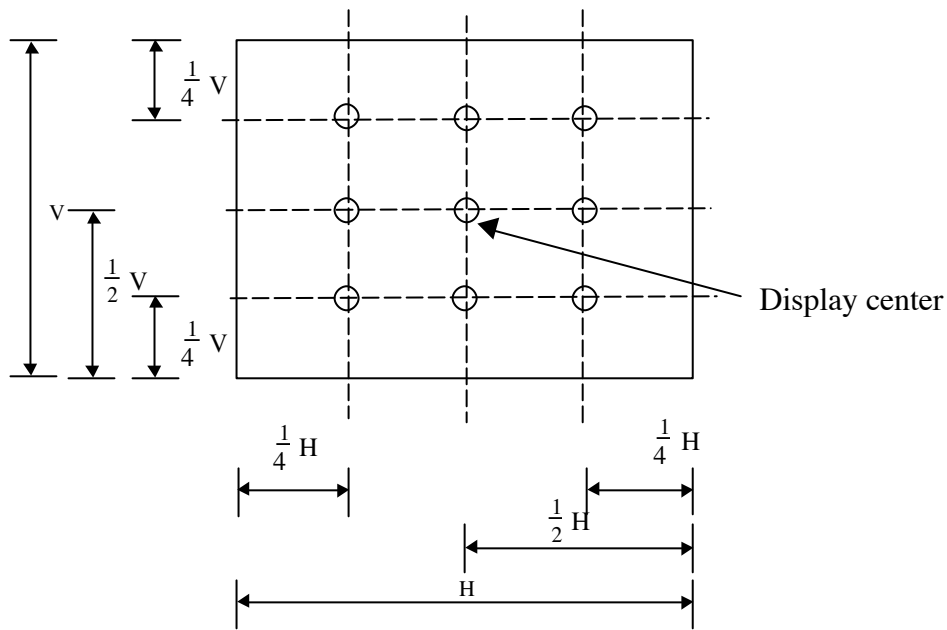 1/4 V
V
1/2 V
Display center
1/4 V
1/4 H
1/4 H
1/2 H
H